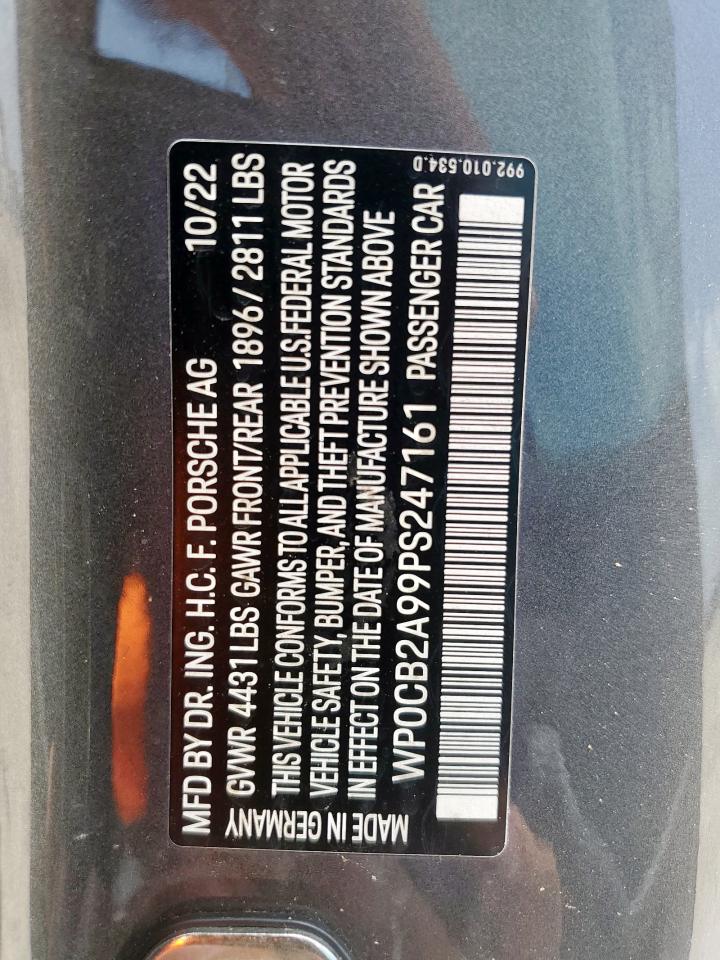 MFD BY DR. ING. H.C. F. PORSCHE AG 10/22
GVWR 4431 LBS GAWR FRONT/REAR 1896 / 2811 LBS
THIS VEHICLE CONFORMS TO ALL APPLICABLE U.S. FEDERAL MOTOR
VEHICLE SAFETY, BUMPER, AND THEFT PREVENTION STANDARDS
IN EFFECT ON THE DATE OF MANUFACTURE SHOWN ABOVE
WP0CB2A99PS247161 PASSENGER CAR
MADE IN GERMANY
992.010.534.D